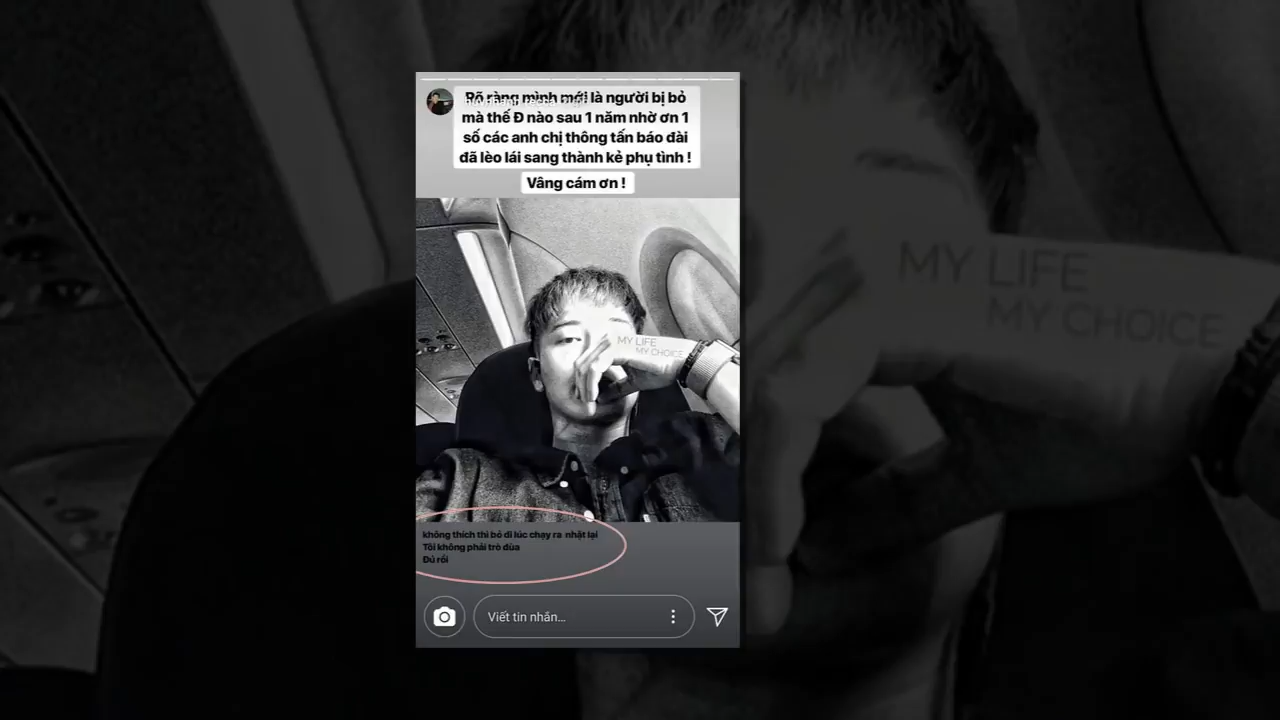 Rõ ràng mình mới là người bị bỏ
mà thế Đ nào sau 1 năm nhờ ơn 1
số các anh chị thông tấn báo đài
đã lèo lái sang thành kẻ phụ tình !
Vâng cám ơn !
MY LIFE
MY CHOICE
không thích thì bỏ đi lúc chạy ra nhặt lại
Tôi không phải trò đùa
Đủ rồi
Viết tin nhắn...
MY LIFE
MY CHOICE